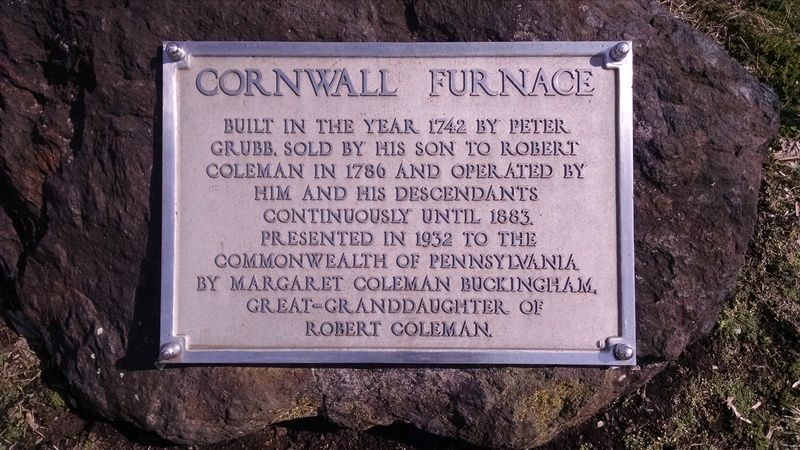 CORNWALL FURNACE
BUILT IN THE YEAR 1742 BY PETER
GRUBB, SOLD BY HIS SON TO ROBERT
COLEMAN IN 1786 AND OPERATED BY
HIM AND HIS DESCENDANTS
CONTINUOUSLY UNTIL 1883.
PRESENTED IN 1932 TO THE
COMMONWEALTH OF PENNSYLVANIA
BY MARGARET COLEMAN BUCKINGHAM,
GREAT-GRANDDAUGHTER OF
ROBERT COLEMAN.